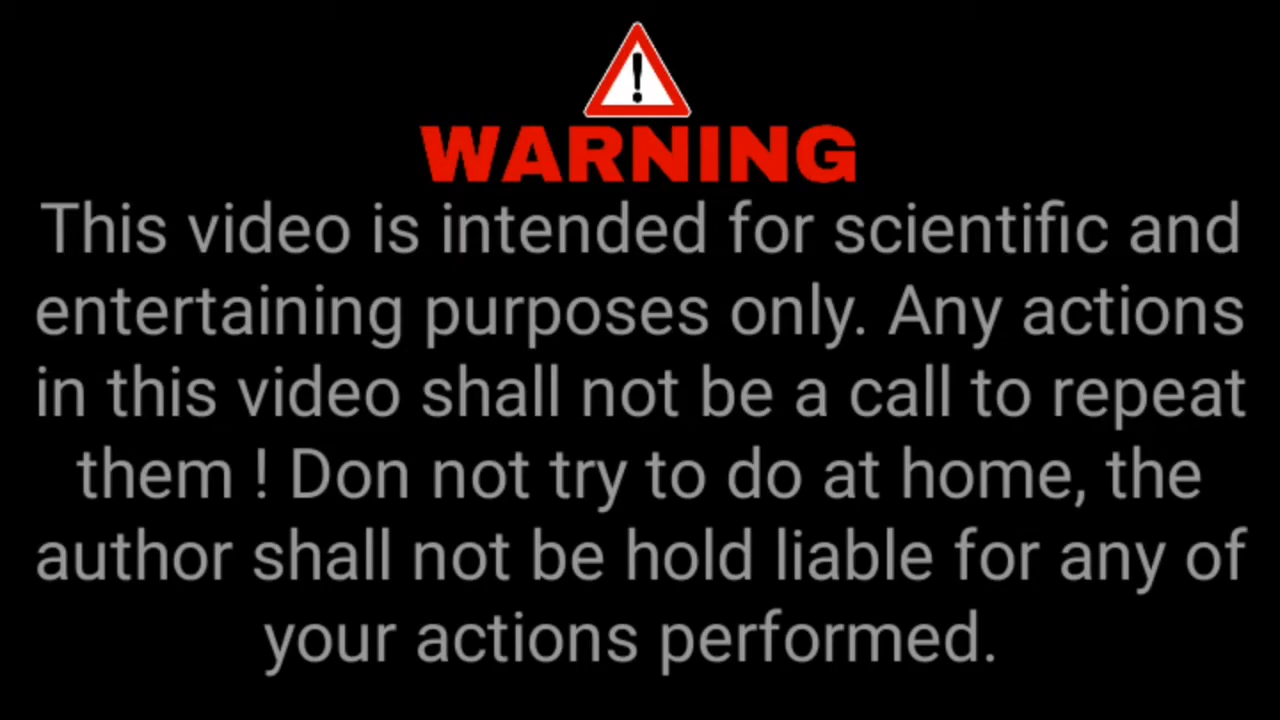 WARNING
This video is intended for scientific and
entertaining purposes only. Any actions
in this video shall not be a call to repeat
them ! Don not try to do at home, the
author shall not be hold liable for any of
your actions performed.